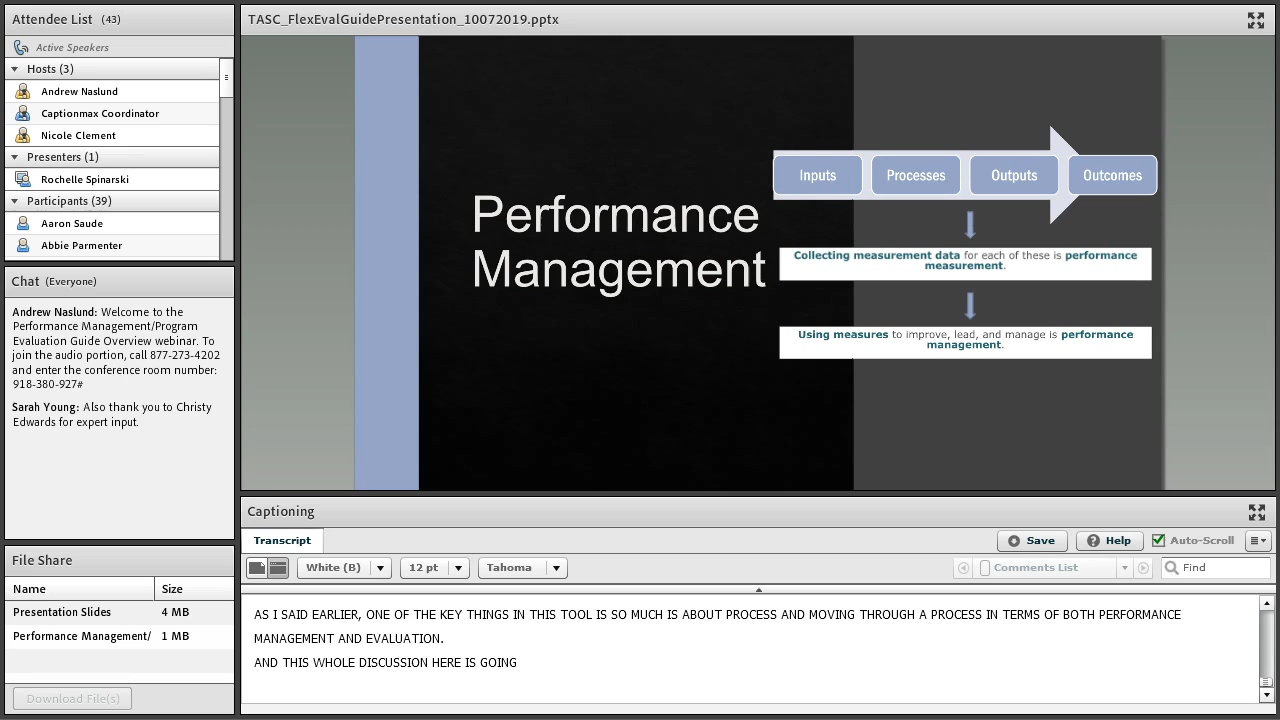 Attendee List (43)
Active Speakers
Hosts (3)
Andrew Naslund
Captionmax Coordinator
Nicole Clement
Presenters (1)
Rochelle Spinarski
Participants (39)
Aaron Saude
Abbie Parmenter
Chat (Everyone)
Andrew Naslund: Welcome to the
Performance Management/Program
Evaluation Guide Overview webinar. To
join the audio portion, call 877-273-4202
and enter the conference room number:
918-380-927#
Sarah Young: Also thank you to Christy
Edwards for expert input.
File Share
Name Size
Presentation Slides 4 MB
Performance Management/ 1 MB
Download File(s)
TASC_FlexEvalGuidePresentation_10072019.pptx
Performance
Management
Inputs Processes Outputs Outcomes
Collecting measurement data for each of these is performance
measurement.
Using measures to improve, lead, and manage is performance
management.
Captioning
Transcript Save Help Auto-Scroll
White (B) 12 pt Tahoma Comments List Find
AS I SAID EARLIER, ONE OF THE KEY THINGS IN THIS TOOL IS SO MUCH IS ABOUT PROCESS AND MOVING THROUGH A PROCESS IN TERMS OF BOTH PERFORMANCE
MANAGEMENT AND EVALUATION.
AND THIS WHOLE DISCUSSION HERE IS GOING